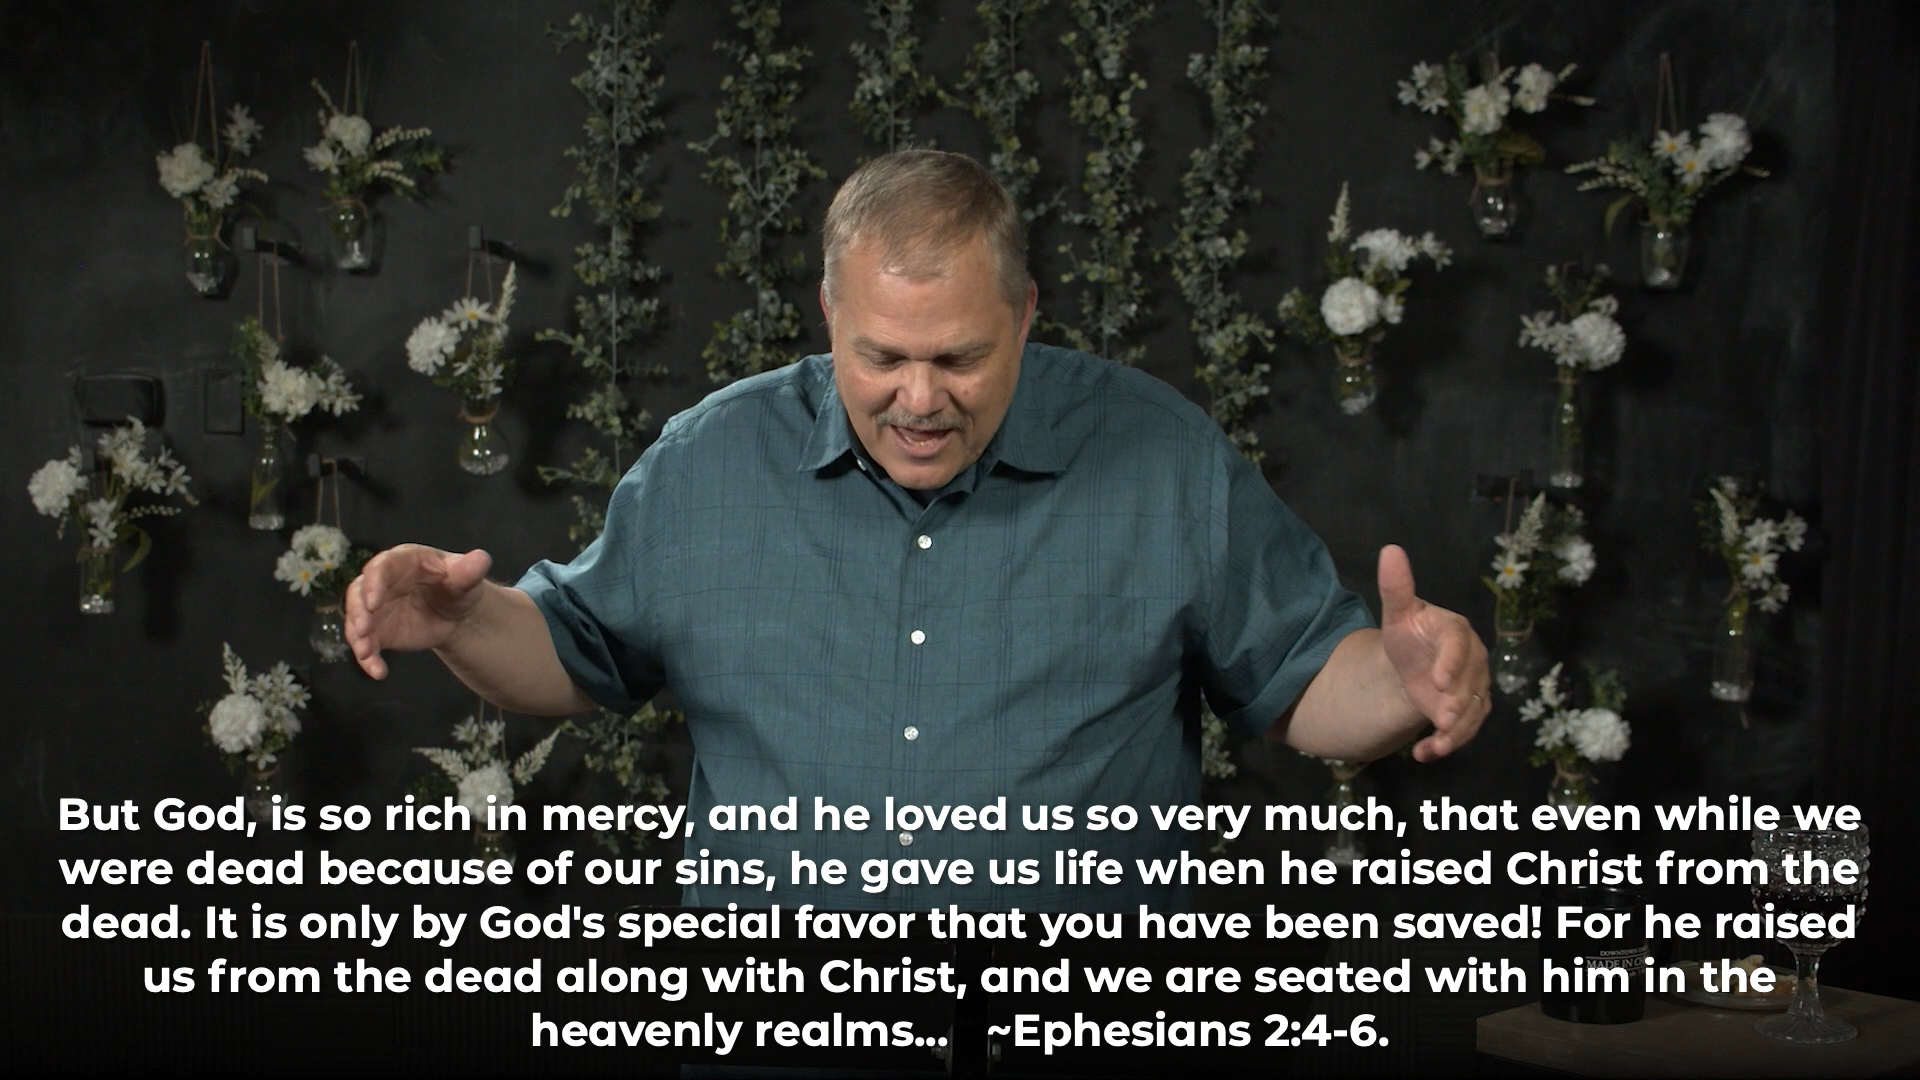 But God, is so rich in mercy, and he loved us so very much, that even while we
were dead because of our sins, he gave us life when he raised Christ from the
dead. It is only by God's special favor that you have been saved! For he raised
us from the dead along with Christ, and we are seated with him in the
heavenly realms... ~Ephesians 2:4-6.
MADE IN